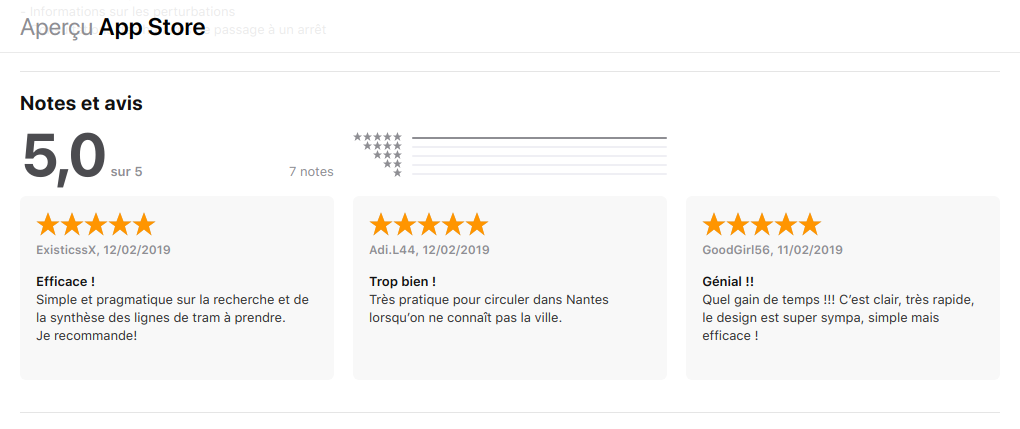 - Informations sur les perturbations
Aperçu App Store
passage à un arrêt
Notes et avis
5,0 sur 5
7 notes
ExisticssX, 12/02/2019
Efficace !
Simple et pragmatique sur la recherche et de
la synthèse des lignes de tram à prendre.
Je recommande!
Adi.L44, 12/02/2019
Trop bien !
Très pratique pour circuler dans Nantes
lorsqu’on ne connaît pas la ville.
GoodGirl56, 11/02/2019
Génial !!
Quel gain de temps !!! C’est clair, très rapide,
le design est super sympa, simple mais
efficace !